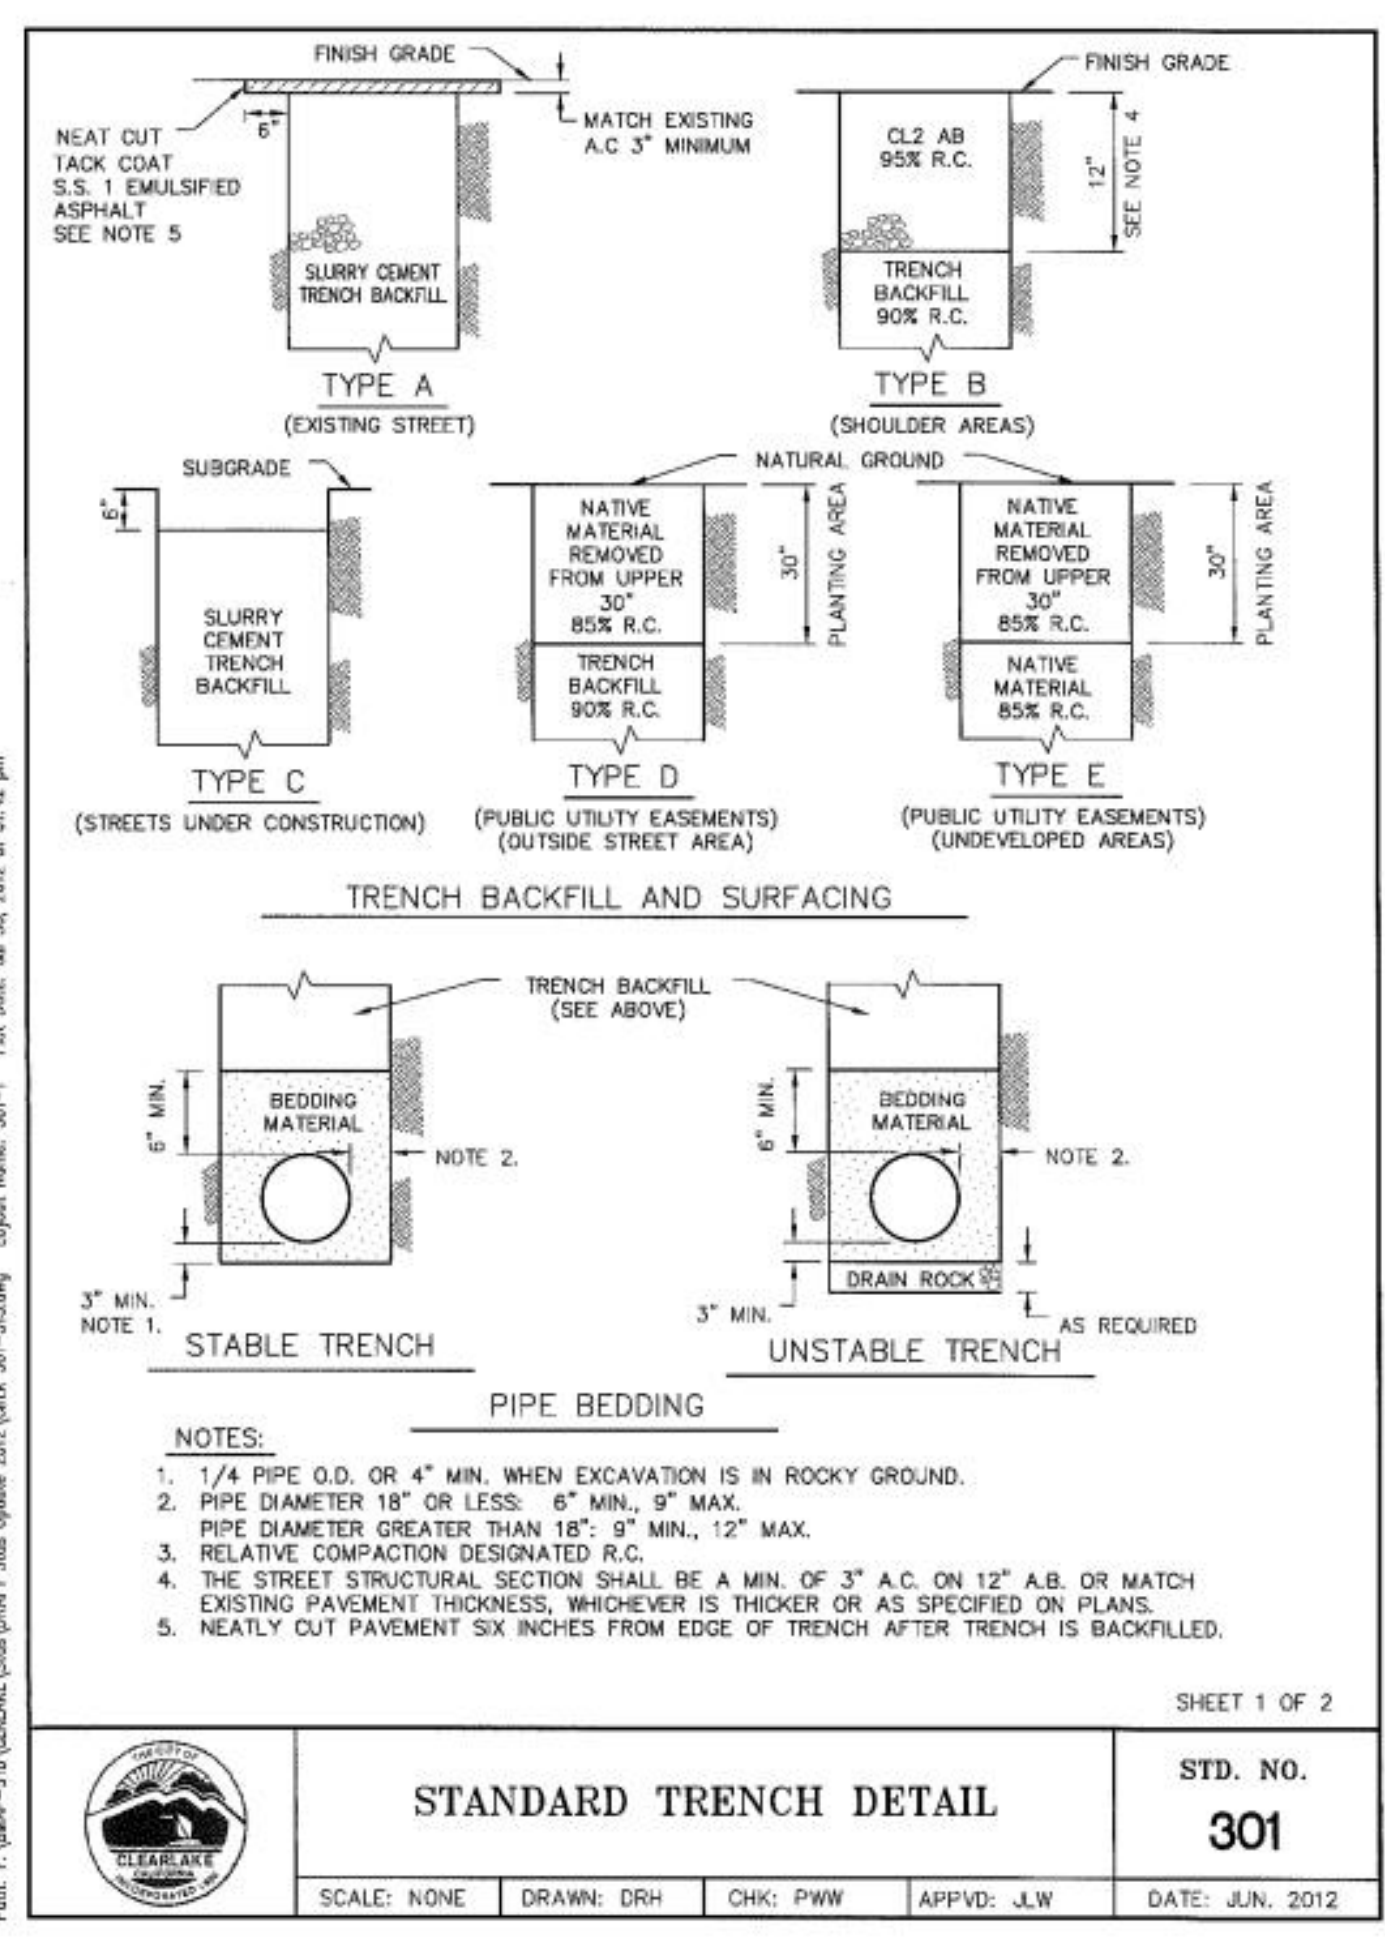 FINISH GRADE
NEAT CUT
TACK COAT
S.S. 1 EMULSIFIED
ASPHALT
SEE NOTE 5
6"
MATCH EXISTING
A.C 3" MINIMUM
SLURRY CEMENT
TRENCH BACKFILL
TYPE A
(EXISTING STREET)
FINISH GRADE
CL2 AB
95% R.C.
12"
SEE NOTE 4
TRENCH
BACKFILL
90% R.C.
TYPE B
(SHOULDER AREAS)
SUBGRADE
6"
SLURRY
CEMENT
TRENCH
BACKFILL
TYPE C
(STREETS UNDER CONSTRUCTION)
NATURAL GROUND
NATIVE
MATERIAL
REMOVED
FROM UPPER
30"
85% R.C.
30"
PLANTING AREA
TRENCH
BACKFILL
90% R.C.
TYPE D
(PUBLIC UTILITY EASEMENTS)
(OUTSIDE STREET AREA)
NATIVE
MATERIAL
REMOVED
FROM UPPER
30"
85% R.C.
30"
PLANTING AREA
NATIVE
MATERIAL
85% R.C.
TYPE E
(PUBLIC UTILITY EASEMENTS)
(UNDEVELOPED AREAS)
TRENCH BACKFILL AND SURFACING
TRENCH BACKFILL
(SEE ABOVE)
6" MIN.
BEDDING
MATERIAL
NOTE 2.
3" MIN.
NOTE 1.
STABLE TRENCH
6" MIN.
BEDDING
MATERIAL
NOTE 2.
DRAIN ROCK
3" MIN.
AS REQUIRED
UNSTABLE TRENCH
PIPE BEDDING
NOTES:
1. 1/4 PIPE O.D. OR 4" MIN. WHEN EXCAVATION IS IN ROCKY GROUND.
2. PIPE DIAMETER 18" OR LESS: 6" MIN., 9" MAX.
PIPE DIAMETER GREATER THAN 18": 9" MIN., 12" MAX.
3. RELATIVE COMPACTION DESIGNATED R.C.
4. THE STREET STRUCTURAL SECTION SHALL BE A MIN. OF 3" A.C. ON 12" A.B. OR MATCH
EXISTING PAVEMENT THICKNESS, WHICHEVER IS THICKER OR AS SPECIFIED ON PLANS.
5. NEATLY CUT PAVEMENT SIX INCHES FROM EDGE OF TRENCH AFTER TRENCH IS BACKFILLED.
SHEET 1 OF 2
THE CITY OF
CLEARLAKE
CALIFORNIA
INCORPORATED
STANDARD TRENCH DETAIL
STD. NO.
301
SCALE: NONE
DRAWN: DRH
CHK: PWW
APPVD: JLW
DATE: JUN. 2012